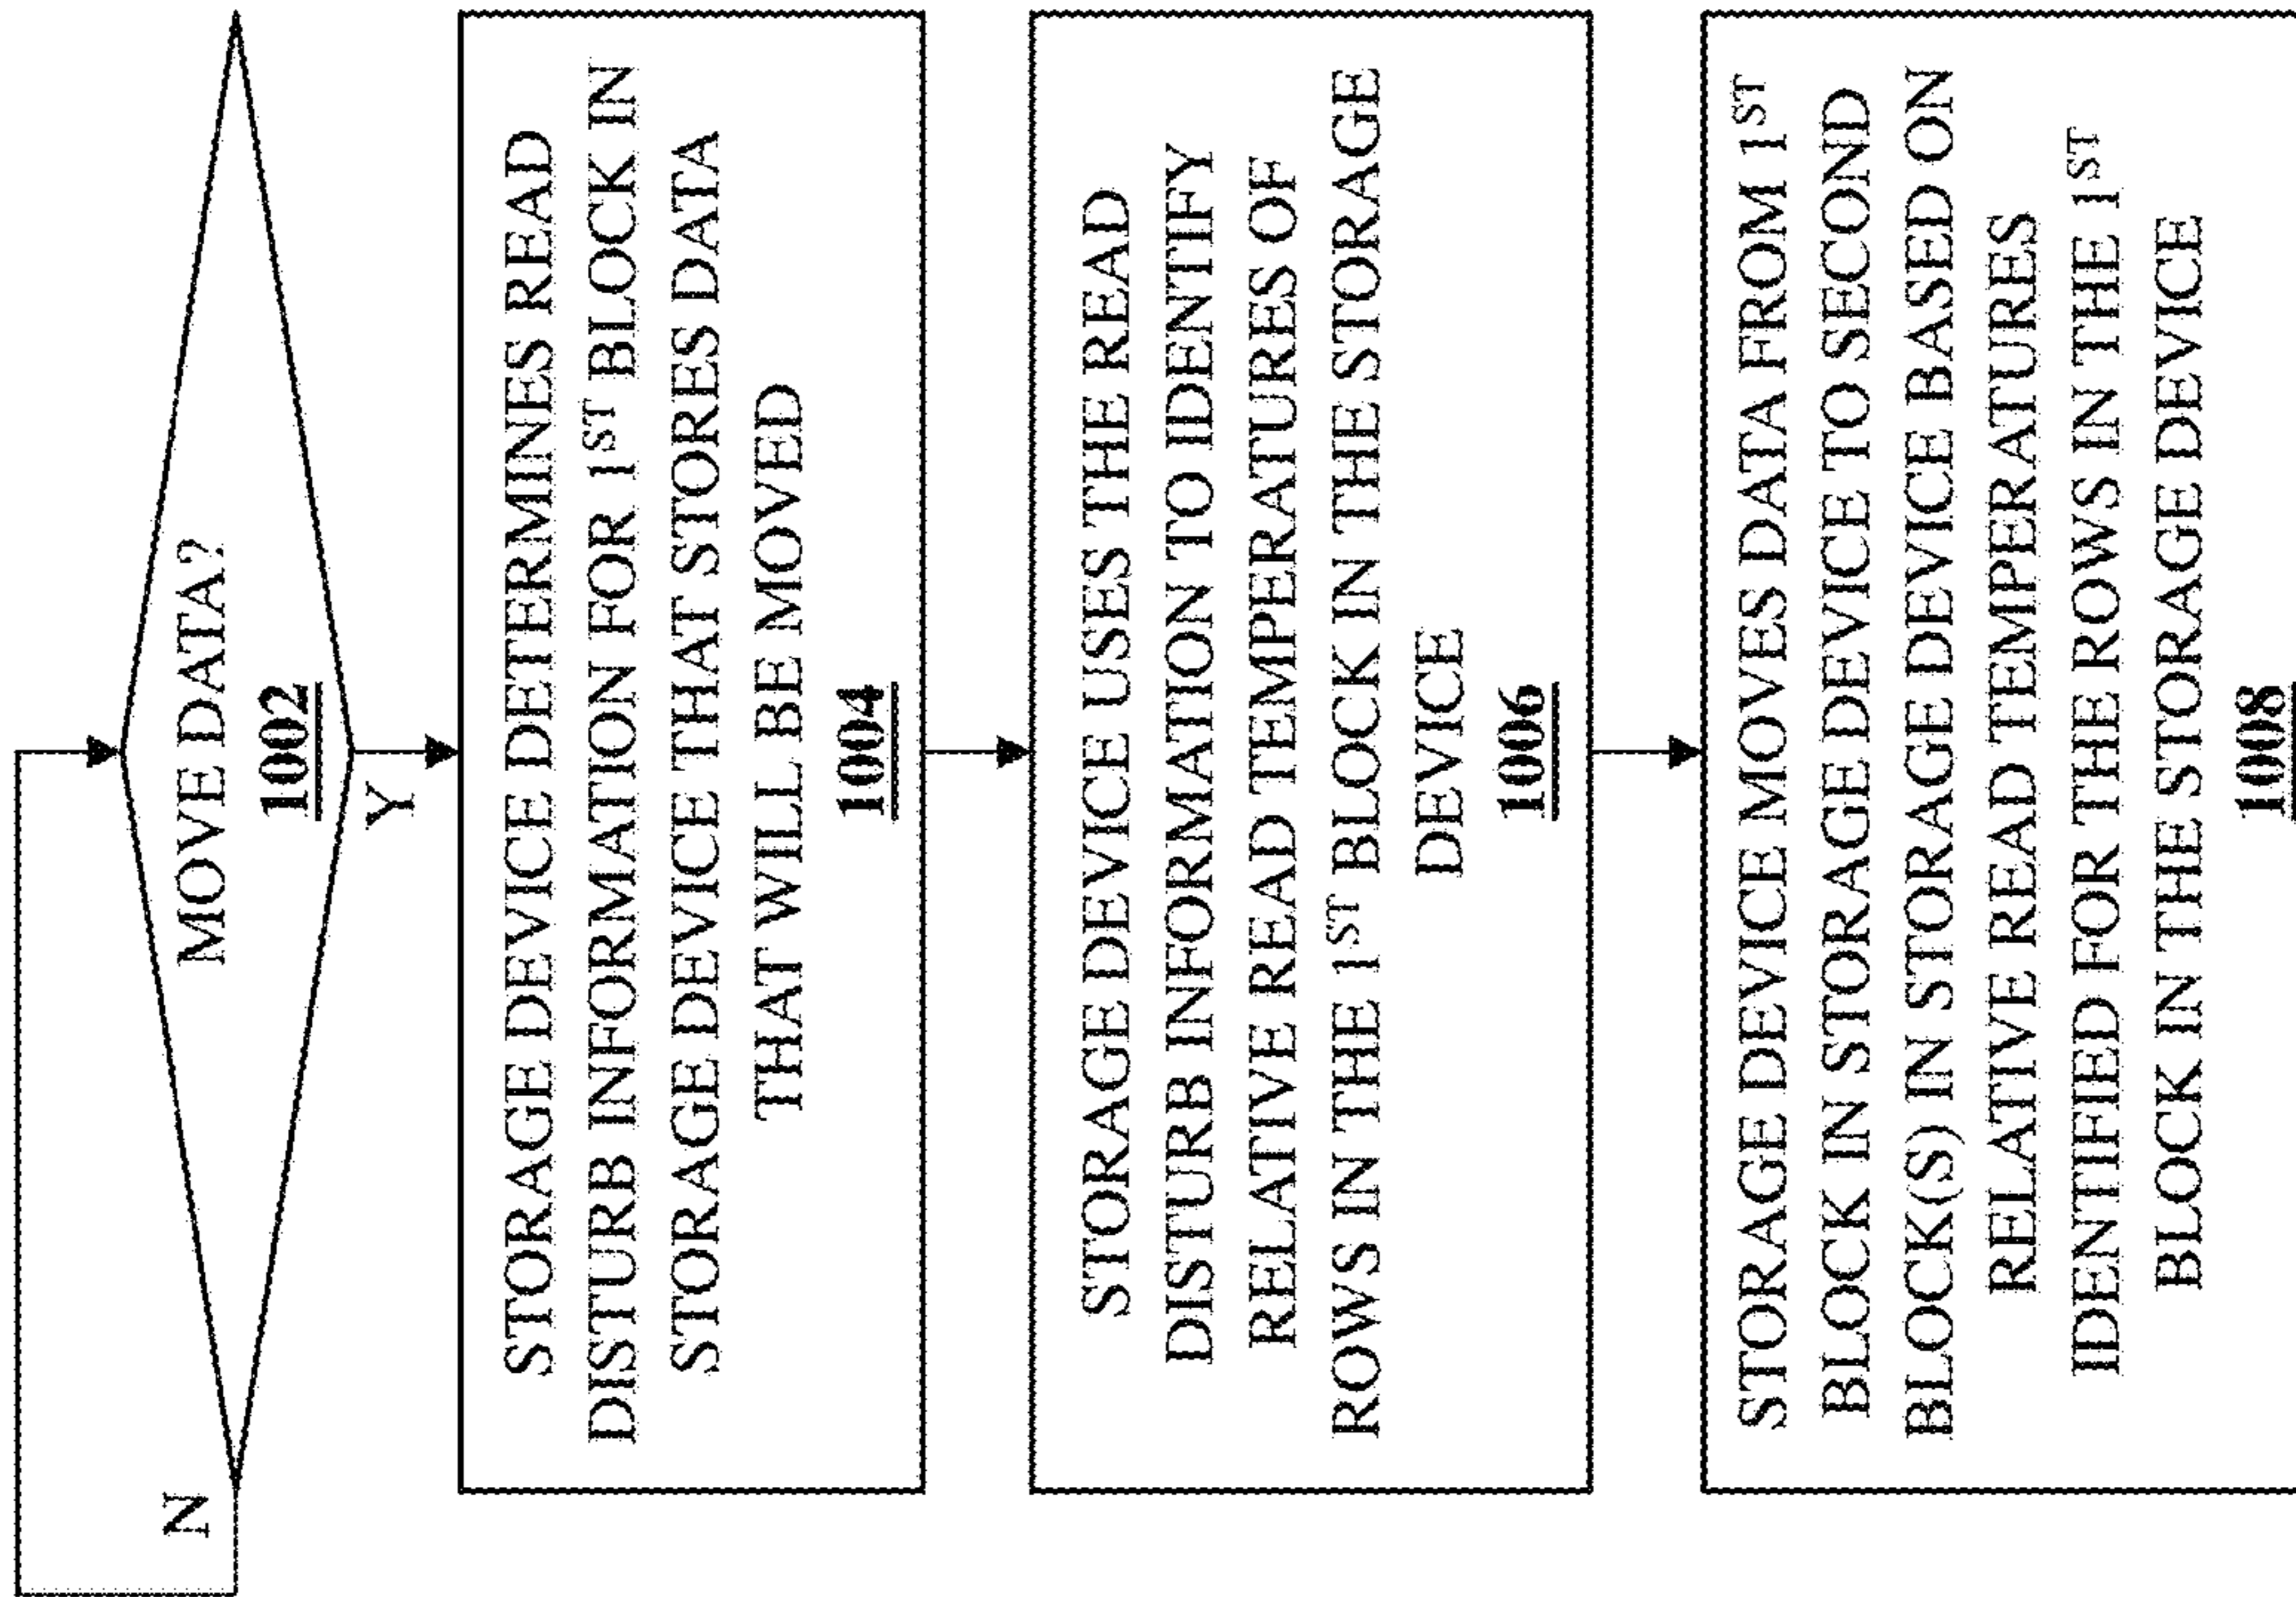 MOVE DATA?
1002
N
Y
STORAGE DEVICE DETERMINES READ
DISTURB INFORMATION FOR 1ST BLOCK IN
STORAGE DEVICE THAT STORES DATA
THAT WILL BE MOVED
1004
STORAGE DEVICE USES THE READ
DISTURB INFORMATION TO IDENTIFY
RELATIVE READ TEMPERATURES OF
ROWS IN THE 1ST BLOCK IN THE STORAGE
DEVICE
1006
STORAGE DEVICE MOVES DATA FROM 1ST
BLOCK IN STORAGE DEVICE TO SECOND
BLOCK(S) IN STORAGE DEVICE BASED ON
RELATIVE READ TEMPERATURES
IDENTIFIED FOR THE ROWS IN THE 1ST
BLOCK IN THE STORAGE DEVICE
1008